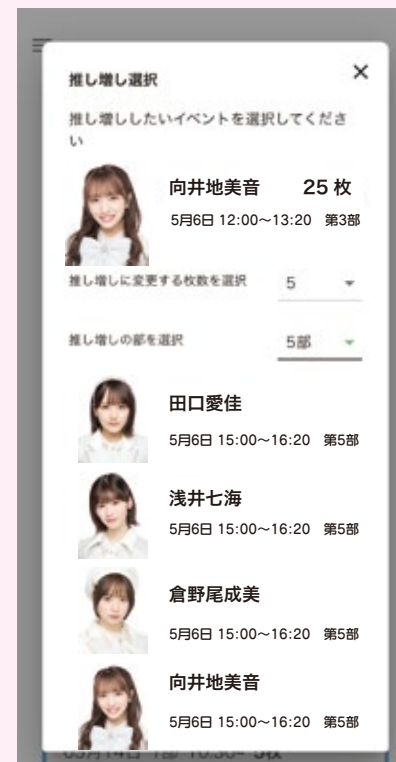 推し増し選択
×
推し増ししたいイベントを選択してくださ
い
向井地美音 25 枚
5月6日 12:00〜13:20 第3部
推し増しに変更する枚数を選択 5
推し増しの部を選択 5部
田口愛佳
5月6日 15:00〜16:20 第5部
浅井七海
5月6日 15:00〜16:20 第5部
倉野尾成美
5月6日 15:00〜16:20 第5部
向井地美音
5月6日 15:00〜16:20 第5部